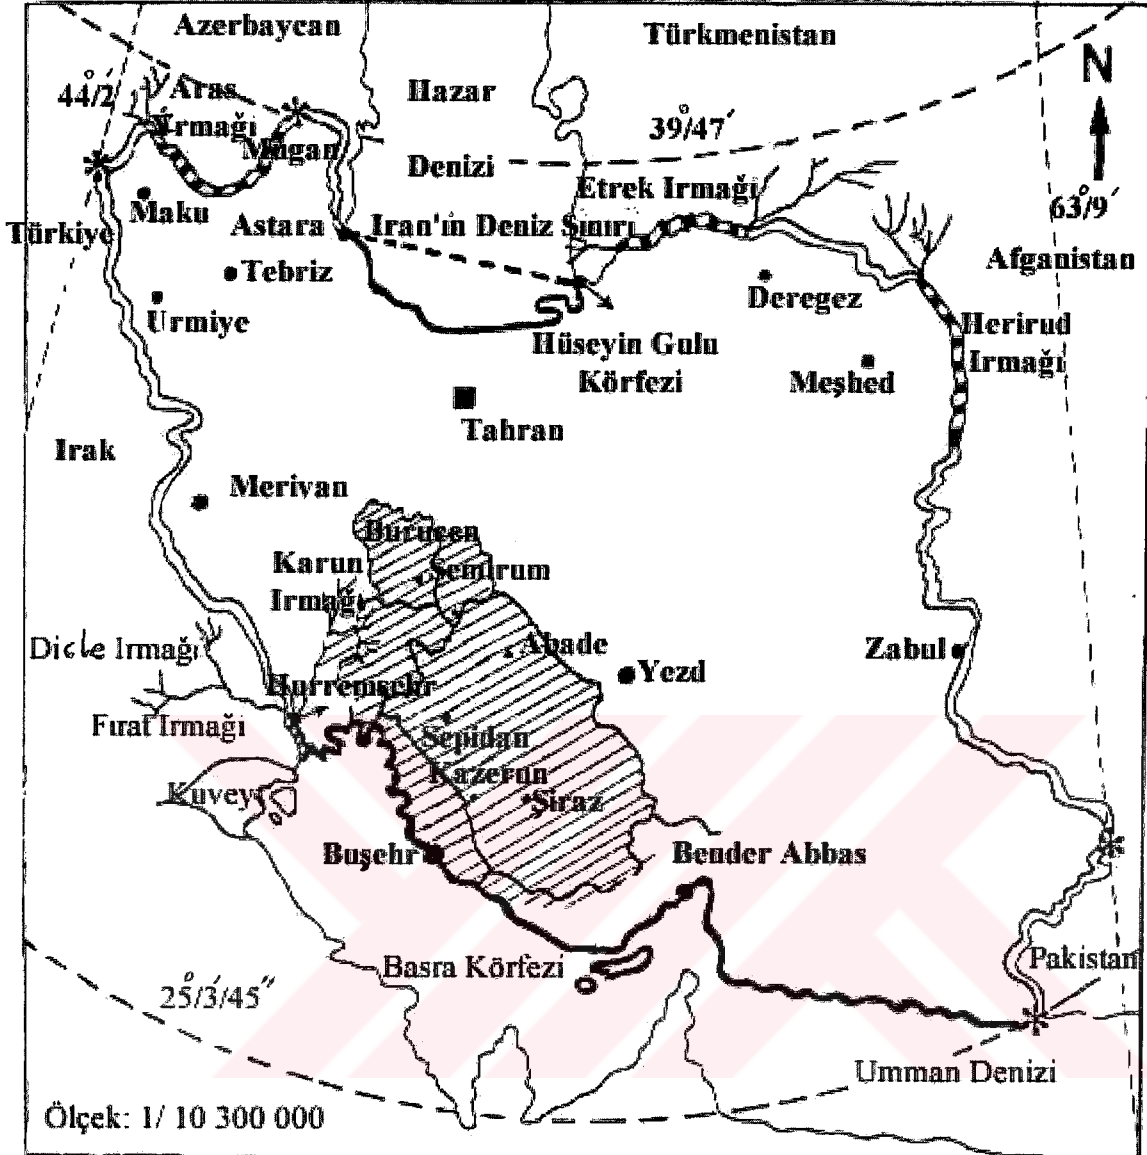 Azerbaycan
Türkmenistan
N
44°/2′
Aras
Irmağı
Mugan
Hazar
Denizi
39°/47′
Etrek Irmağı
63°/9′
Maku
Türkiye
Astara
Iran'ın Deniz Sınırı
Afganistan
Tebriz
Deregez
Urmiye
Herirud
Irmağı
Hüseyin Gulu
Körfezi
Meşhed
Tahran
Irak
Merivan
Burucen
Karun
Irmağı
Semirum
Dicle Irmağı
Abade
Zabul
Yezd
Hurremşehr
Fırat Irmağı
Sepidan
Kazerun
Kuveyt
Şiraz
Buşehr
Bender Abbas
Basra Körfezi
Pakistan
25°/3′/45″
Umman Denizi
Ölçek: 1/ 10 300 000